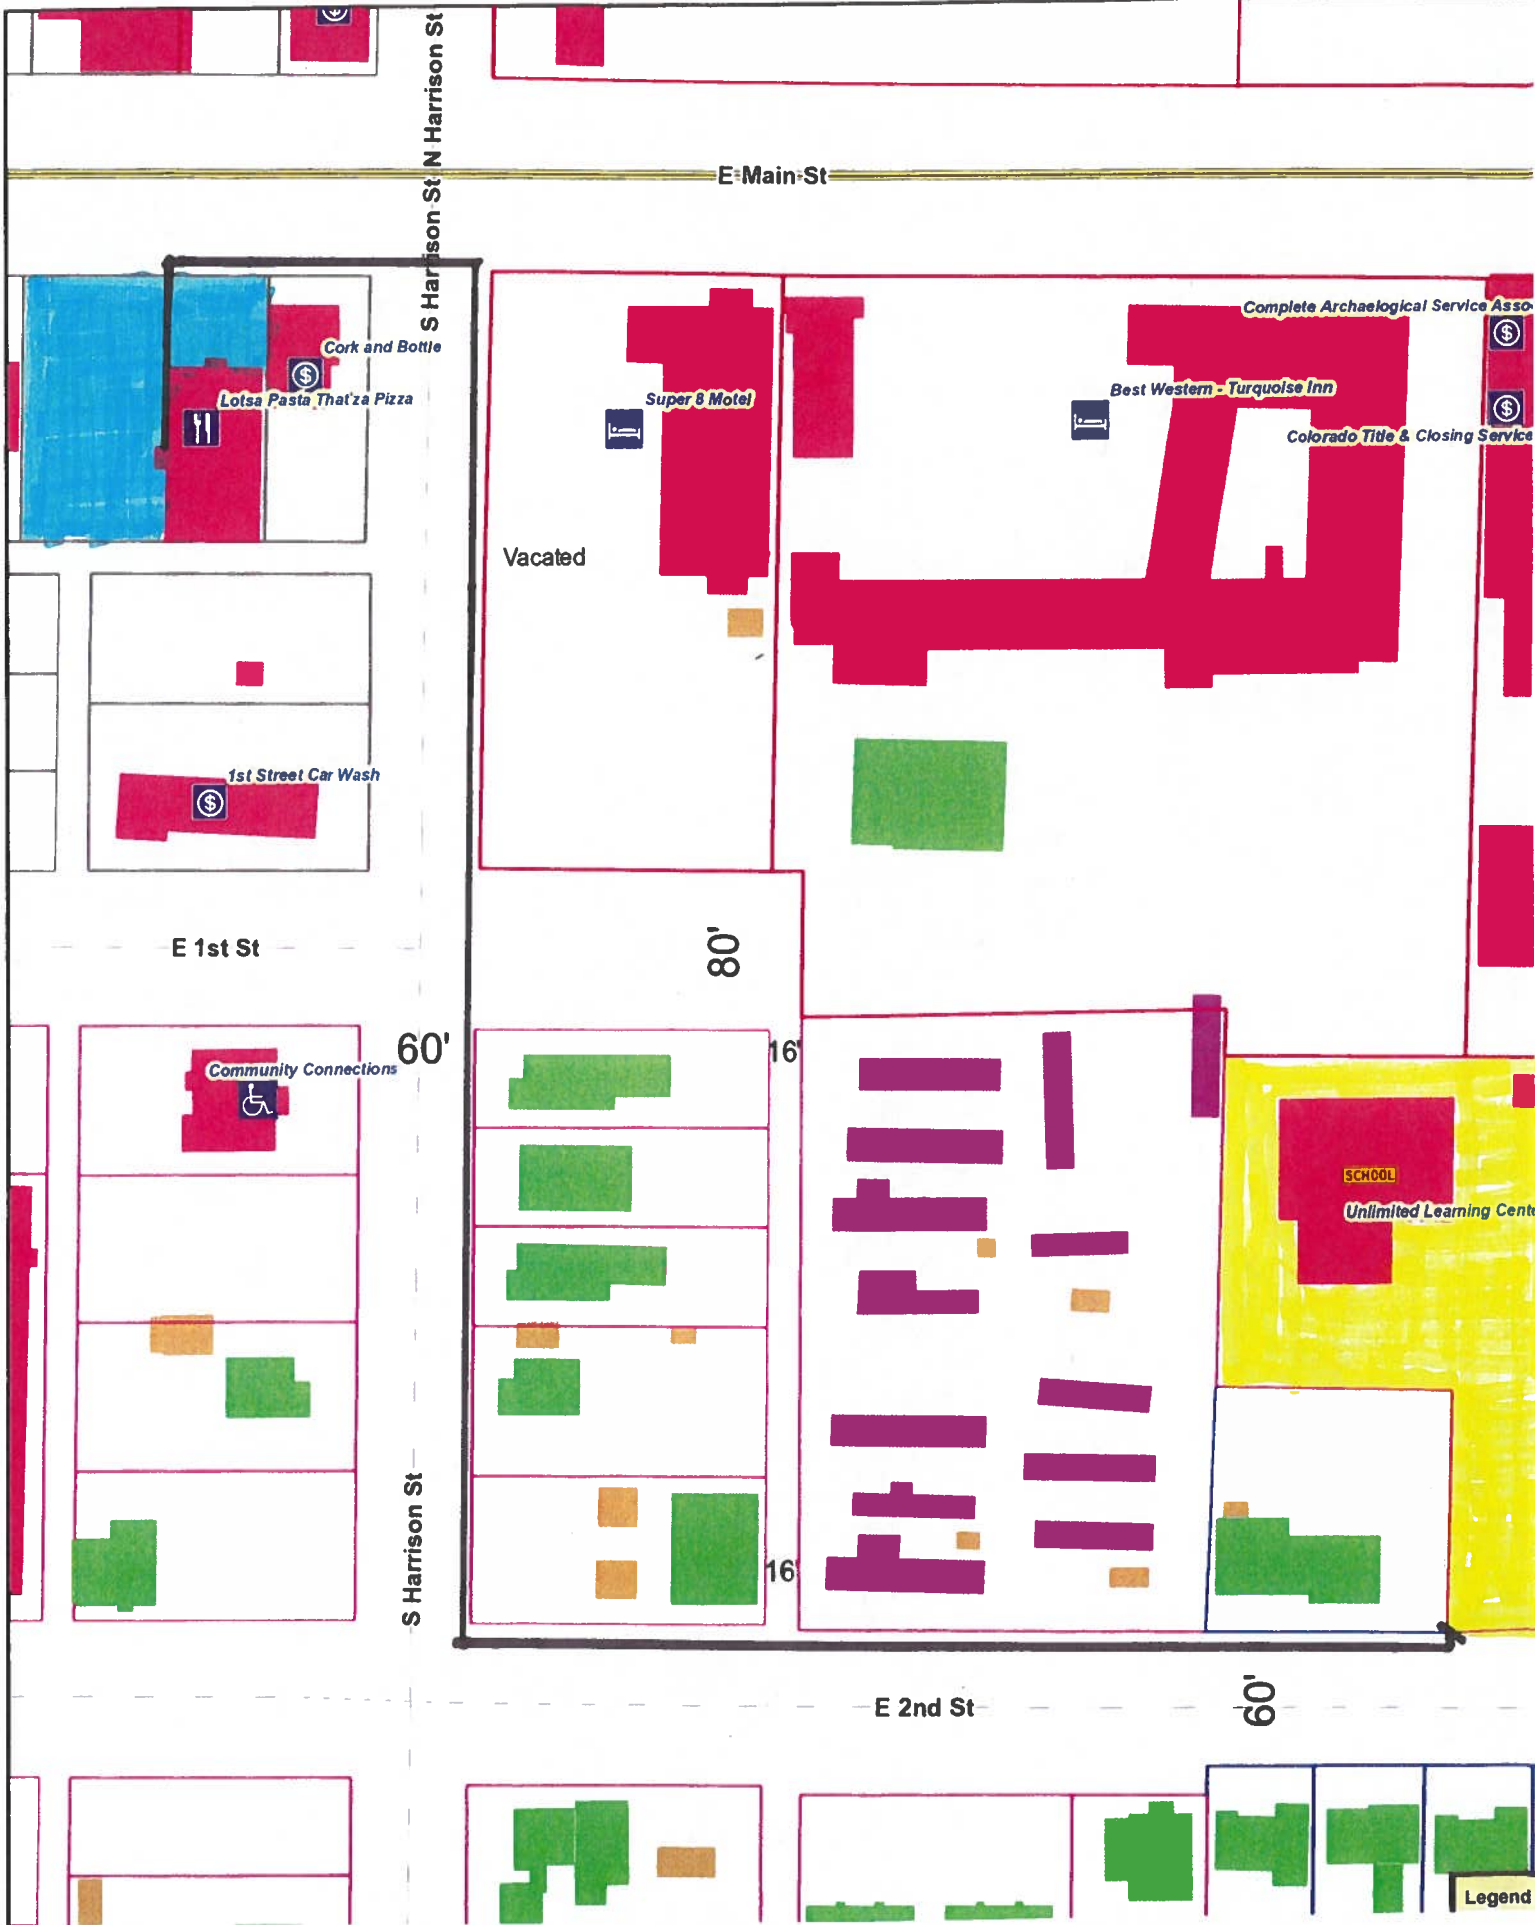 N Harrison St
E Main St
S Harrison St
Complete Archaelogical Service Asso
Cork and Bottle
Best Western - Turquoise Inn
Lotsa Pasta That'za Pizza
Super 8 Motel
Colorado Title & Closing Service
Vacated
1st Street Car Wash
E 1st St
80'
60'
16'
Community Connections
SCHOOL
Unlimited Learning Cente
S Harrison St
16'
E 2nd St
60'
Legend